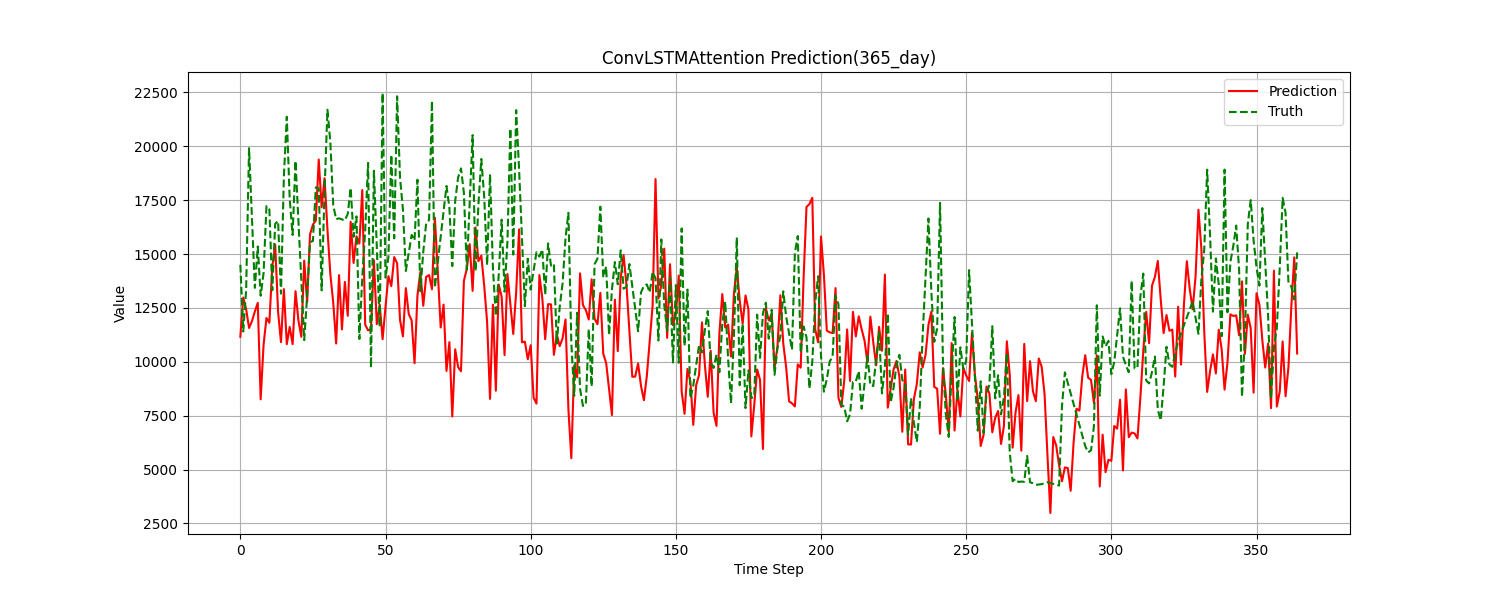 ConvLSTMAttention Prediction(365_day)
Prediction
Truth
22500
20000
17500
15000
12500
10000
7500
5000
2500
Value
0 50 100 150 200 250 300 350
Time Step